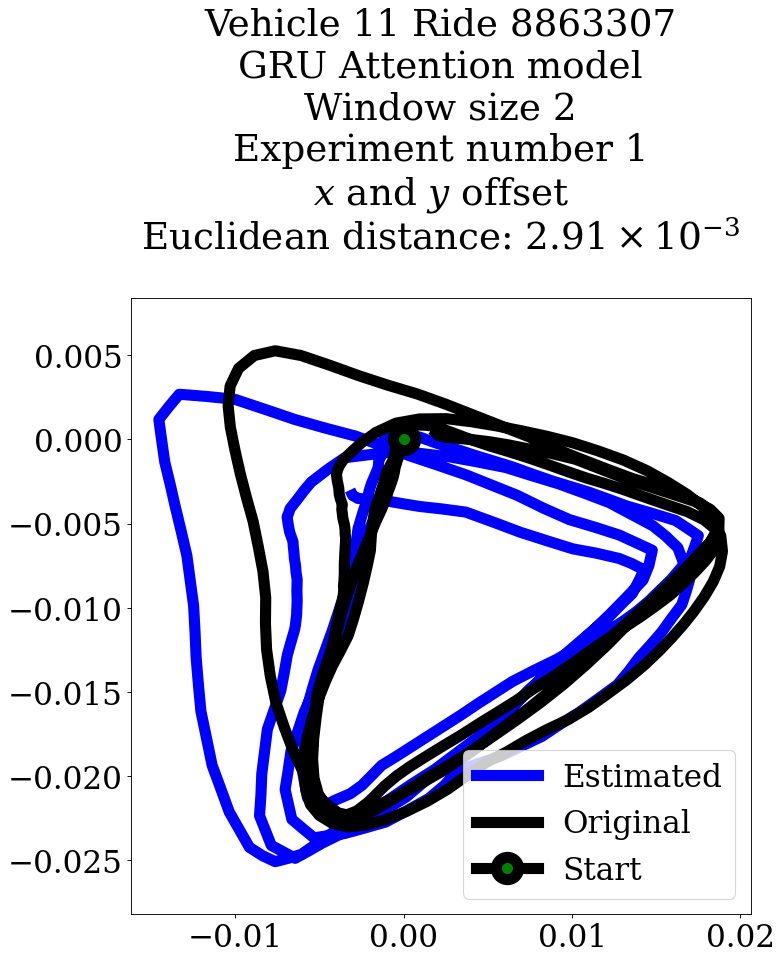 Vehicle 11 Ride 8863307
GRU Attention model
Window size 2
Experiment number 1
x and y offset
Euclidean distance: 2.91 × 10⁻³
0.005
0.000
−0.005
−0.010
−0.015
−0.020
−0.025
Estimated
Original
Start
−0.01
0.00
0.01
0.02